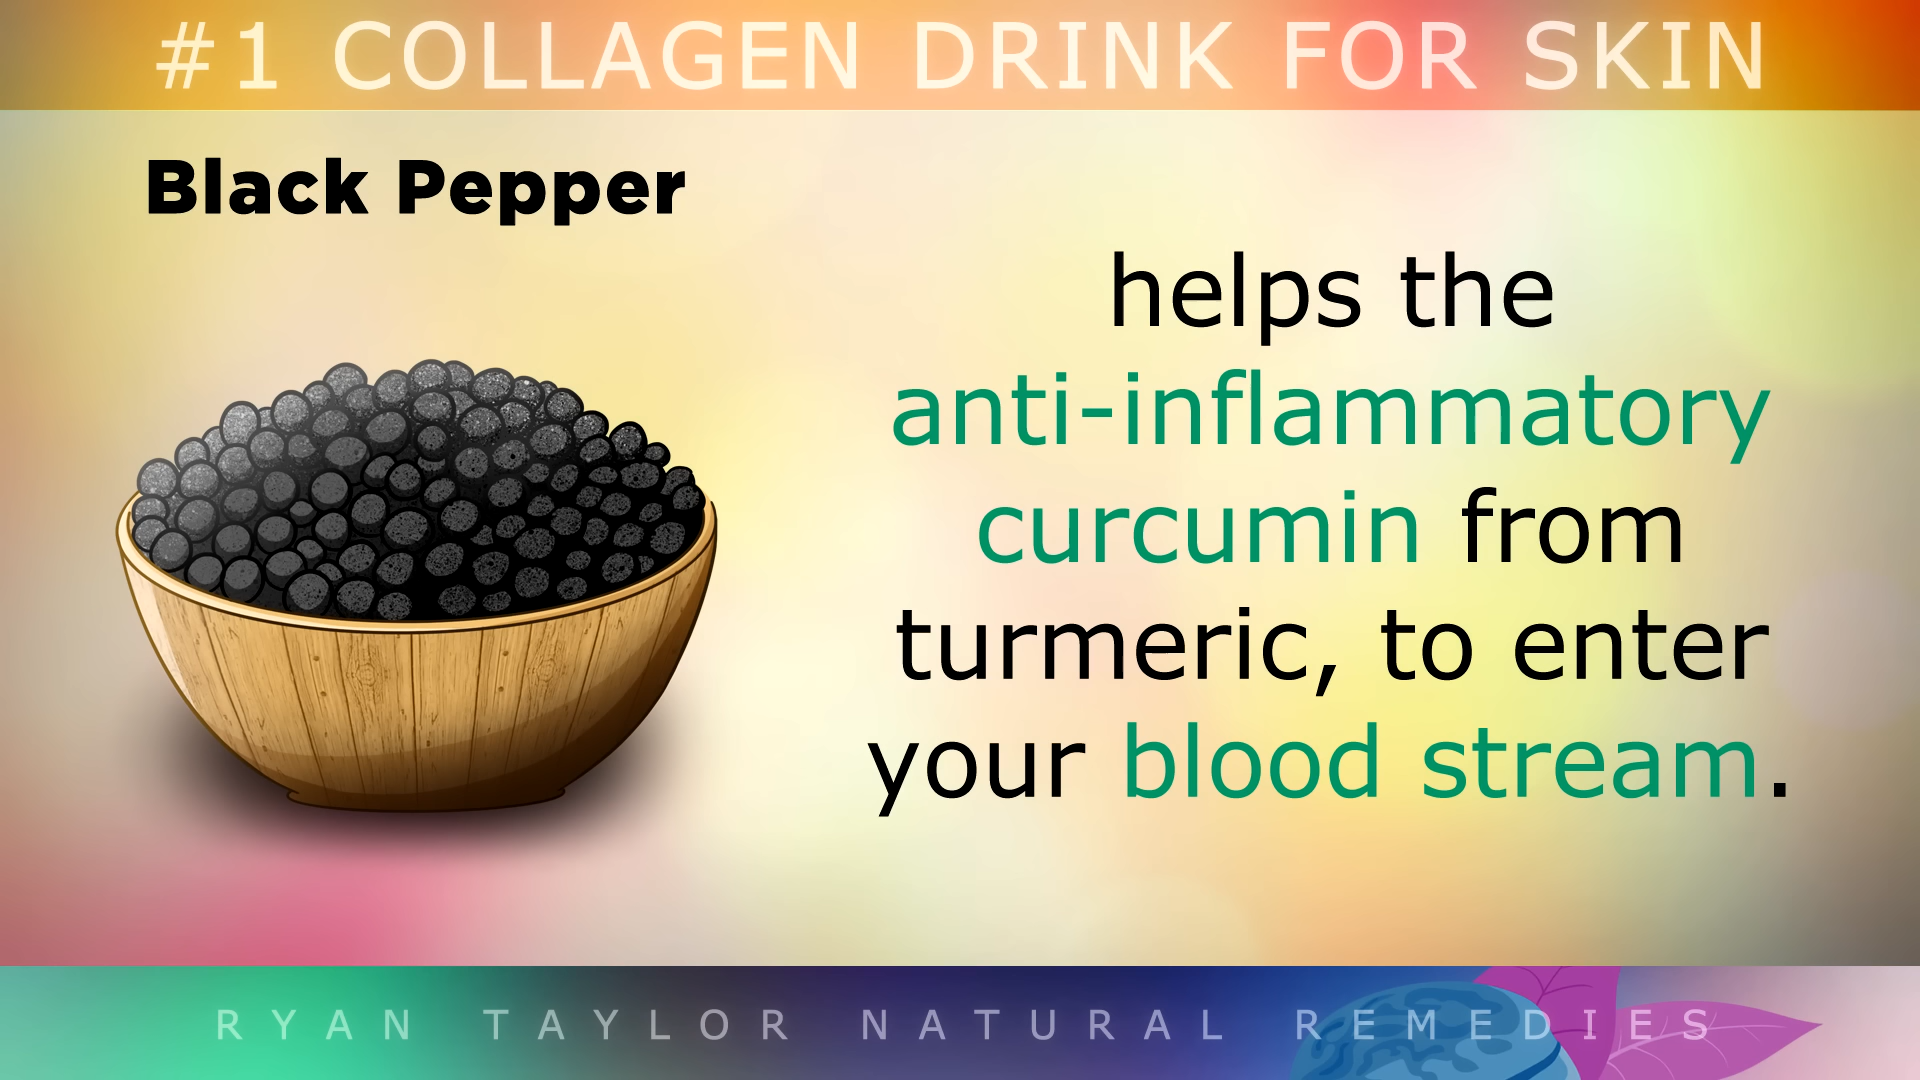 #1 COLLAGEN DRINK FOR SKIN
Black Pepper
helps the
anti-inflammatory
curcumin from
turmeric, to enter
your blood stream.
RYAN TAYLOR NATURAL REMEDIES